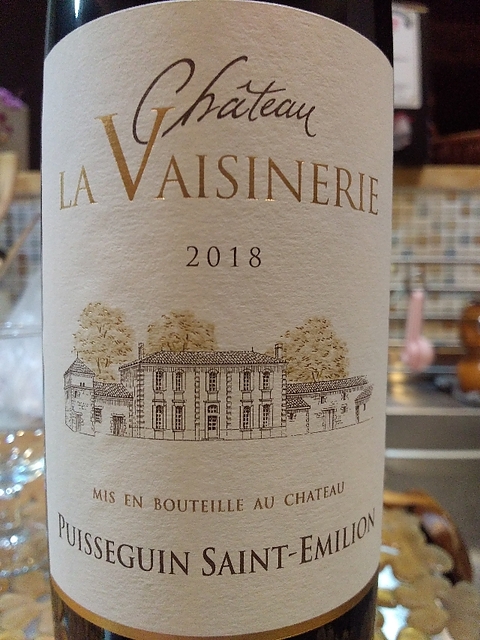 Château
LA VAISINERIE
2018
MIS EN BOUTEILLE AU CHATEAU
PUISSEGUIN SAINT-EMILION